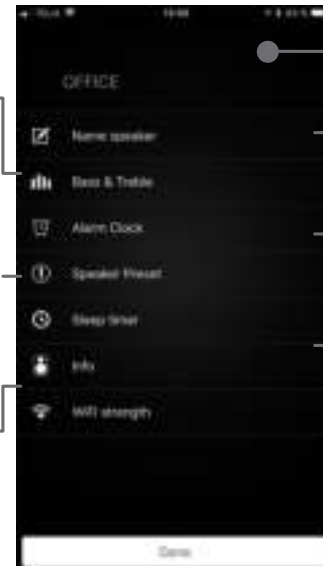 OFFICE
Name speaker
Bass & Treble
Alarm Clock
Speaker Preset
Sleep timer
Info
Wifi strength
Done